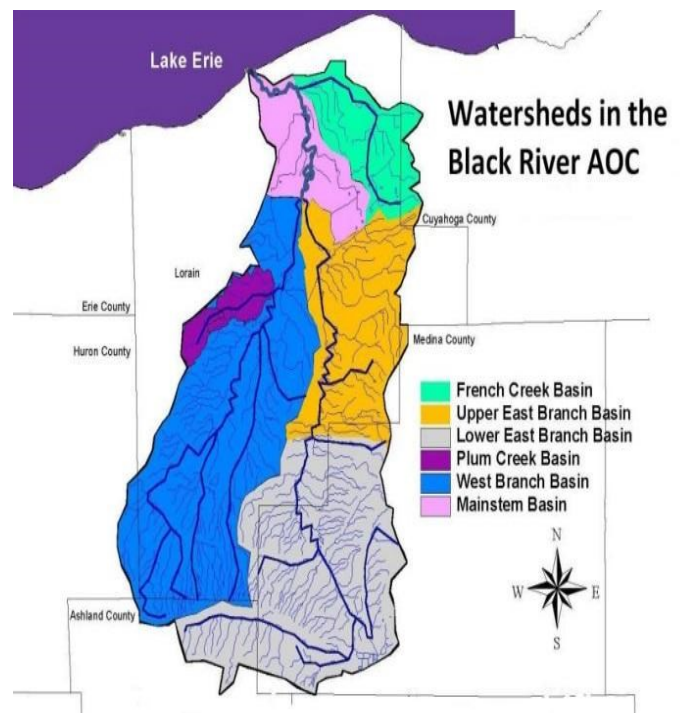 Lake Erie
Watersheds in the
Black River AOC
Cuyahoga County
Lorain
Erie County
Huron County
Medina County
French Creek Basin
Upper East Branch Basin
Lower East Branch Basin
Plum Creek Basin
West Branch Basin
Mainstem Basin
N
W
E
S
Ashland County